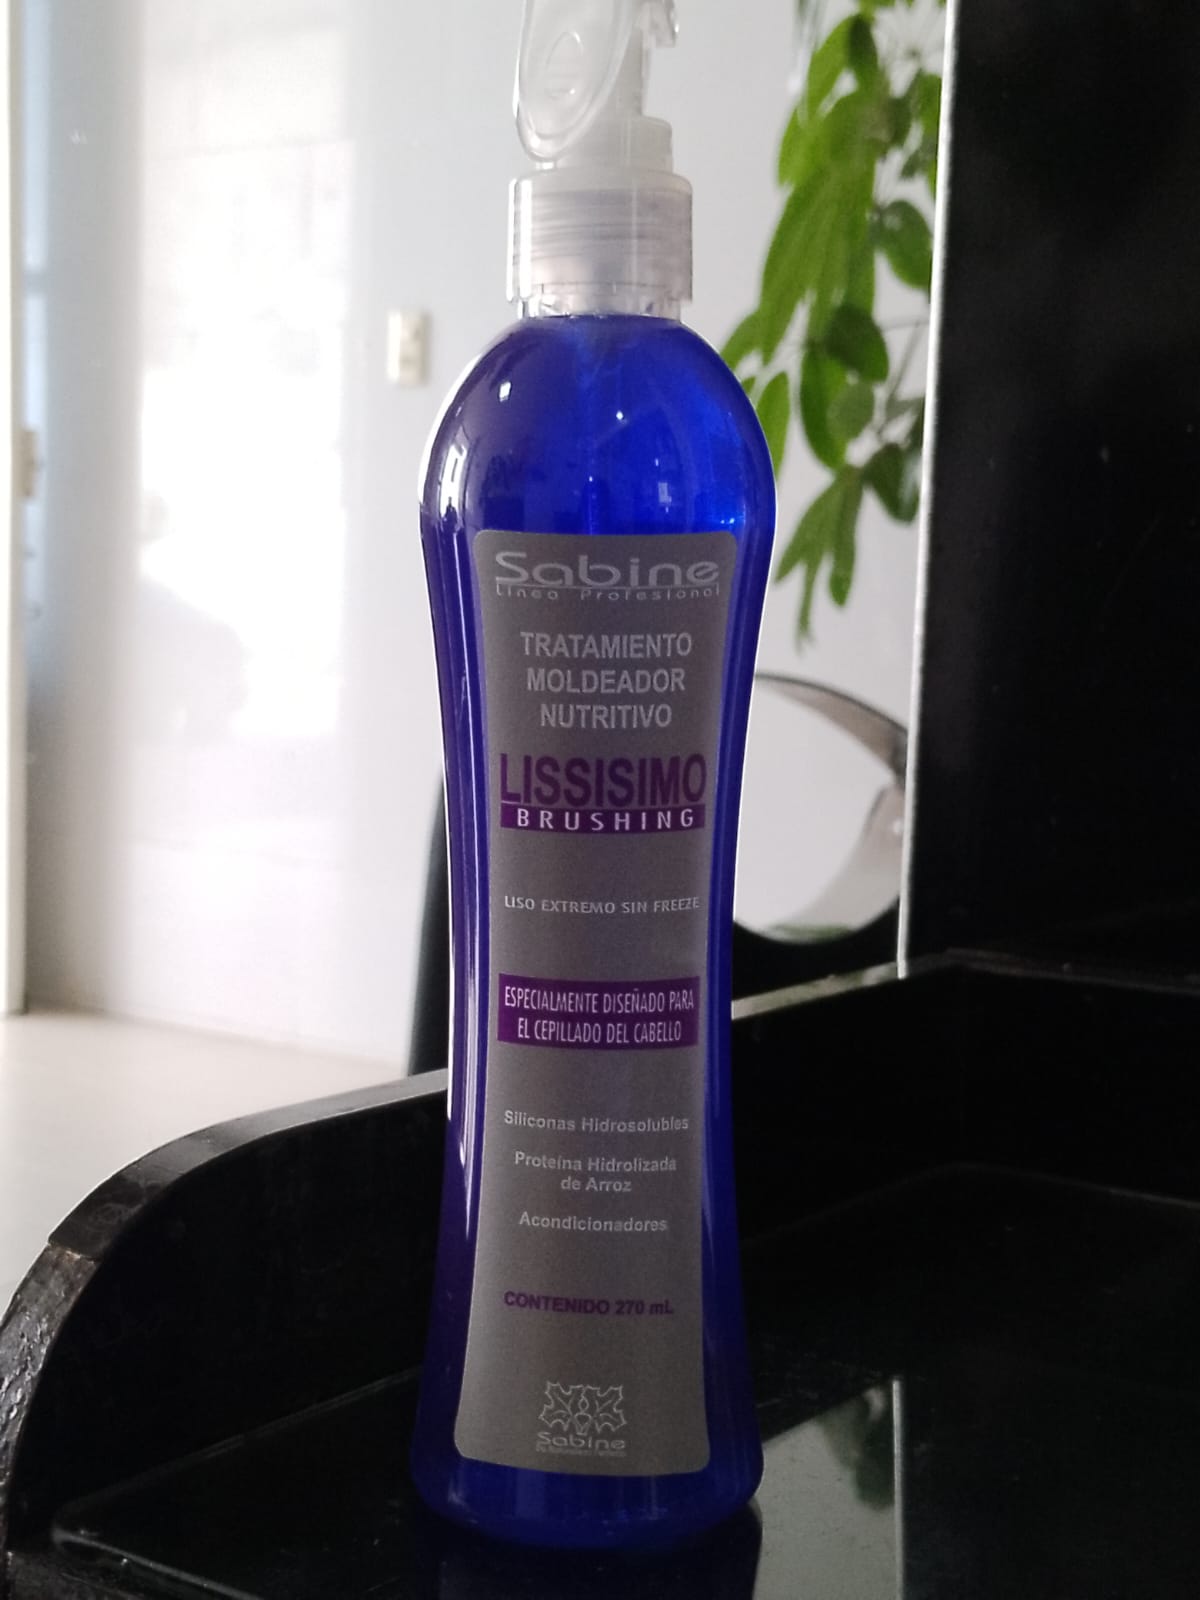 Sabine
Línea Profesional
TRATAMIENTO
MOLDEADOR
NUTRITIVO
LISSISIMO
BRUSHING
LISO EXTREMO SIN FREEZE
ESPECIALMENTE DISEÑADO PARA
EL CEPILLADO DEL CABELLO
Siliconas Hidrosolubles
Proteína Hidrolizada
de Arroz
Acondicionadores
CONTENIDO 270 mL
Sabine